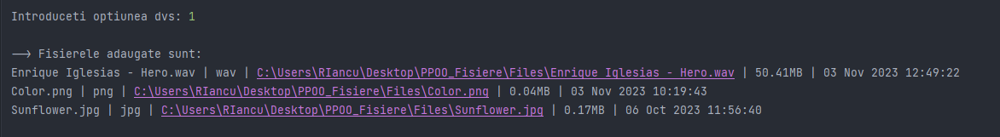 Introduceti optiunea dvs: 1
—> Fisierele adaugate sunt:
Enrique Iglesias - Hero.wav | wav | C:\Users\RIancu\Desktop\PPOO_Fisiere\Files\Enrique Iglesias - Hero.wav | 50.41MB | 03 Nov 2023 12:49:22
Color.png | png | C:\Users\RIancu\Desktop\PPOO_Fisiere\Files\Color.png | 0.04MB | 03 Nov 2023 10:19:43
Sunflower.jpg | jpg | C:\Users\RIancu\Desktop\PPOO_Fisiere\Files\Sunflower.jpg | 0.17MB | 06 Oct 2023 11:56:40